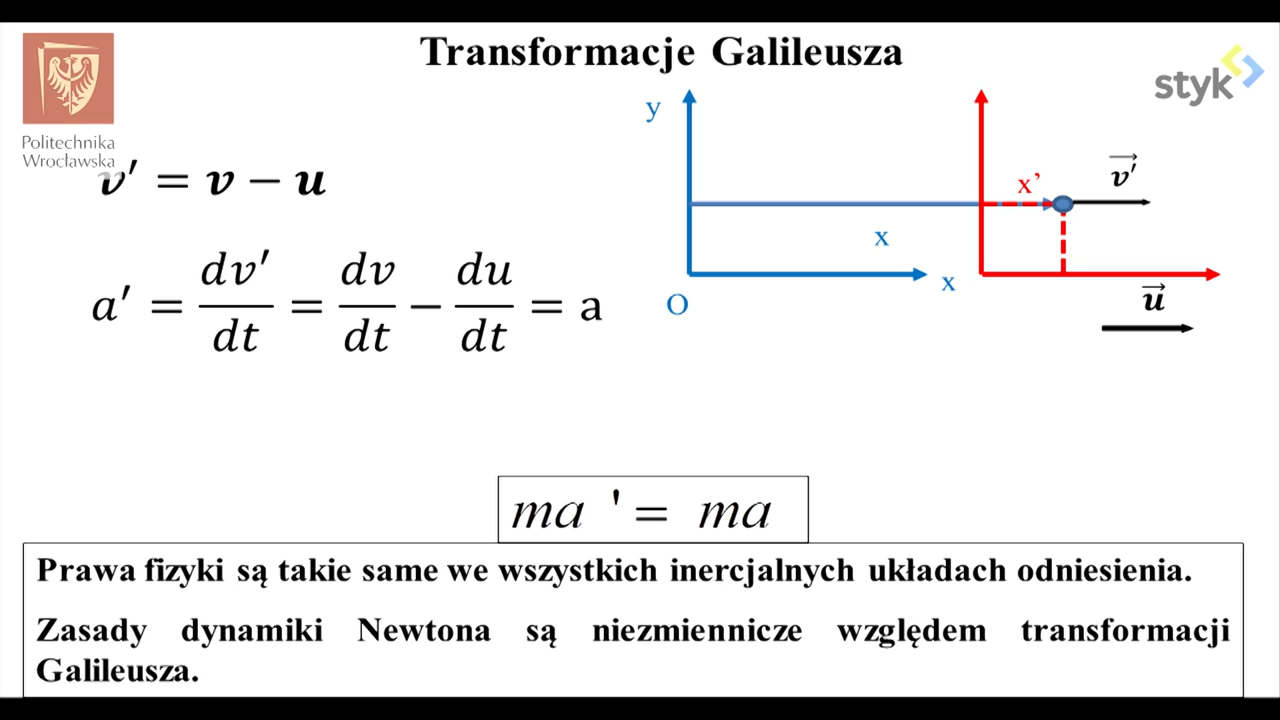 Transformacje Galileusza
Politechnika
Wrocławska
styk
v' = v − u
a' = dv'/dt = dv/dt − du/dt = a
y
x'
v'
x
x
O
u
ma '= ma
Prawa fizyki są takie same we wszystkich inercjalnych układach odniesienia.
Zasady dynamiki Newtona są niezmiennicze względem transformacji
Galileusza.